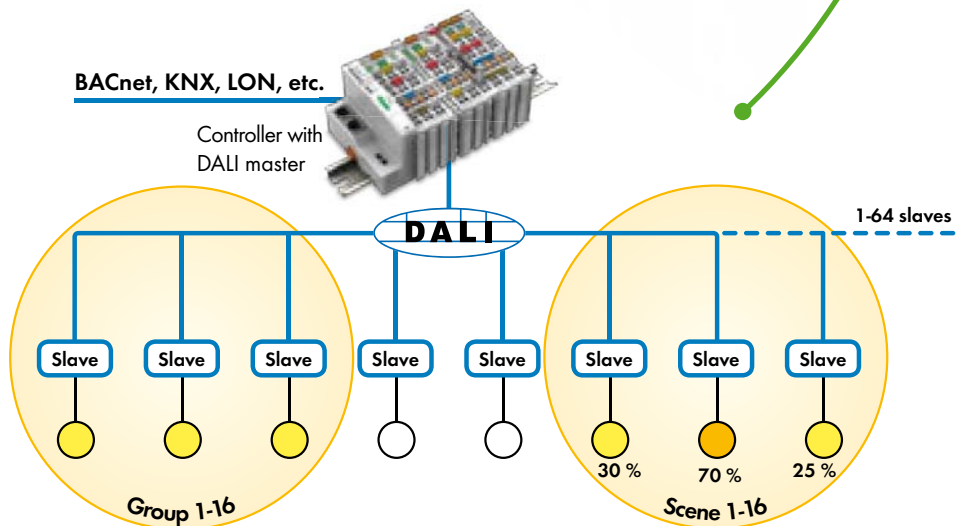 BACnet, KNX, LON, etc.
Controller with
DALI master
DALI
1-64 slaves
Slave Slave Slave Slave Slave Slave Slave Slave
30 % 70 % 25 %
Group 1-16 Scene 1-16